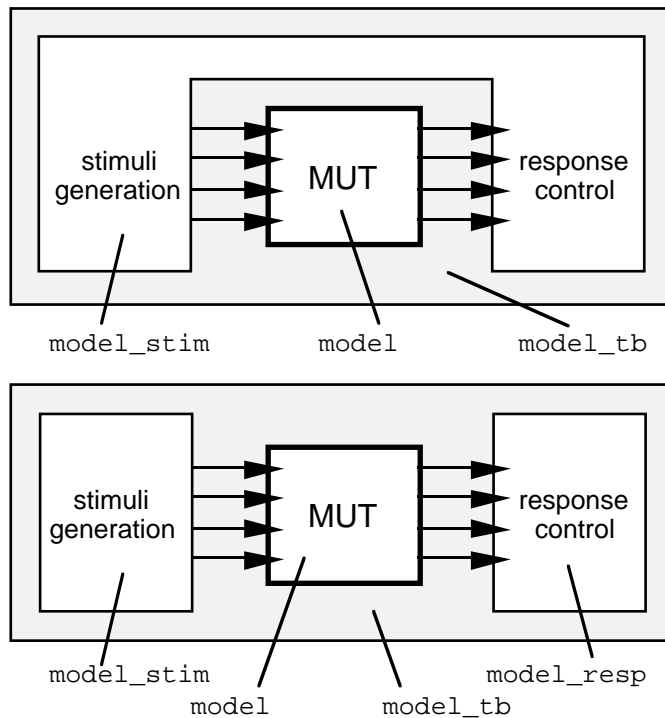 stimuli
generation
MUT
response
control
model_stim
model
model_tb
stimuli
generation
MUT
response
control
model_stim
model_resp
model
model_tb